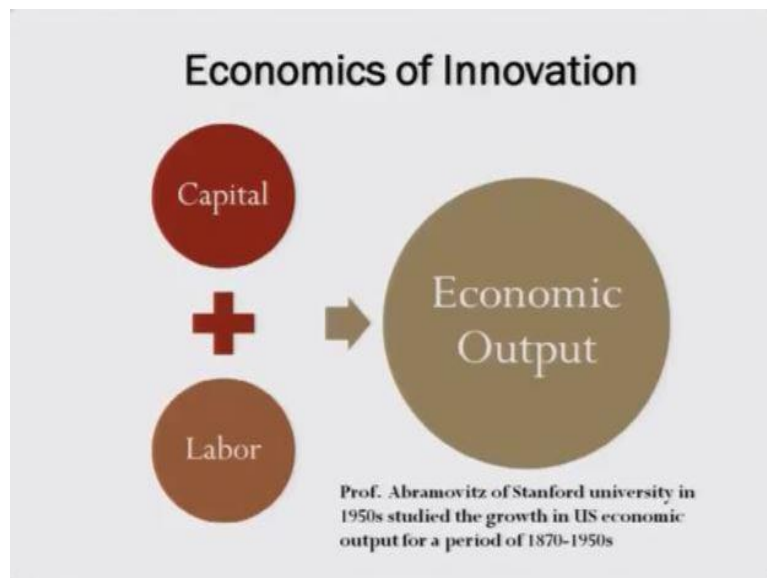 Economics of Innovation
Capital
Labor
Economic
Output
Prof. Abramovitz of Stanford university in
1950s studied the growth in US economic
output for a period of 1870-1950s